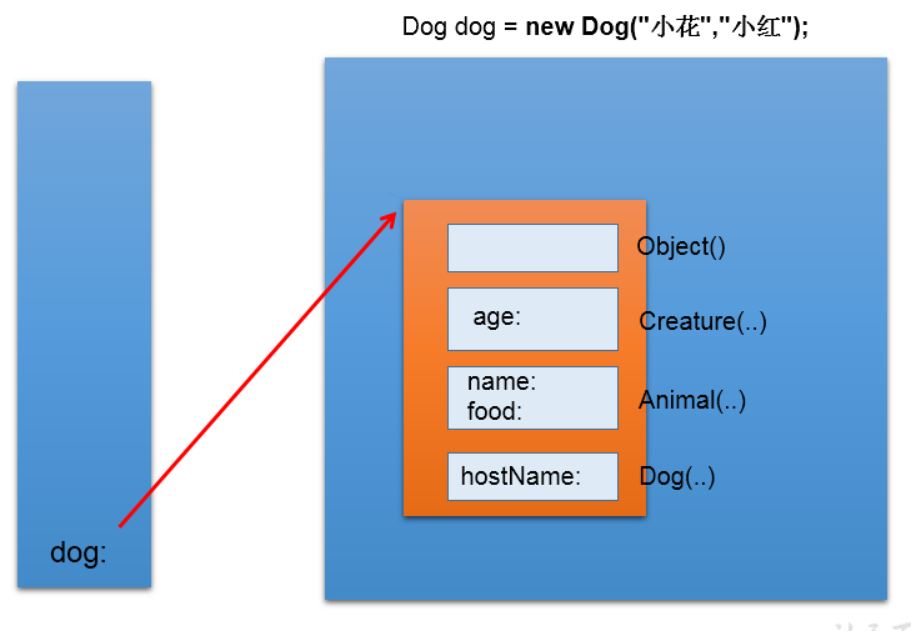 Dog dog = new Dog("小花","小红");
Object()
age:
Creature(..)
name:
food:
Animal(..)
hostName:
Dog(..)
dog: